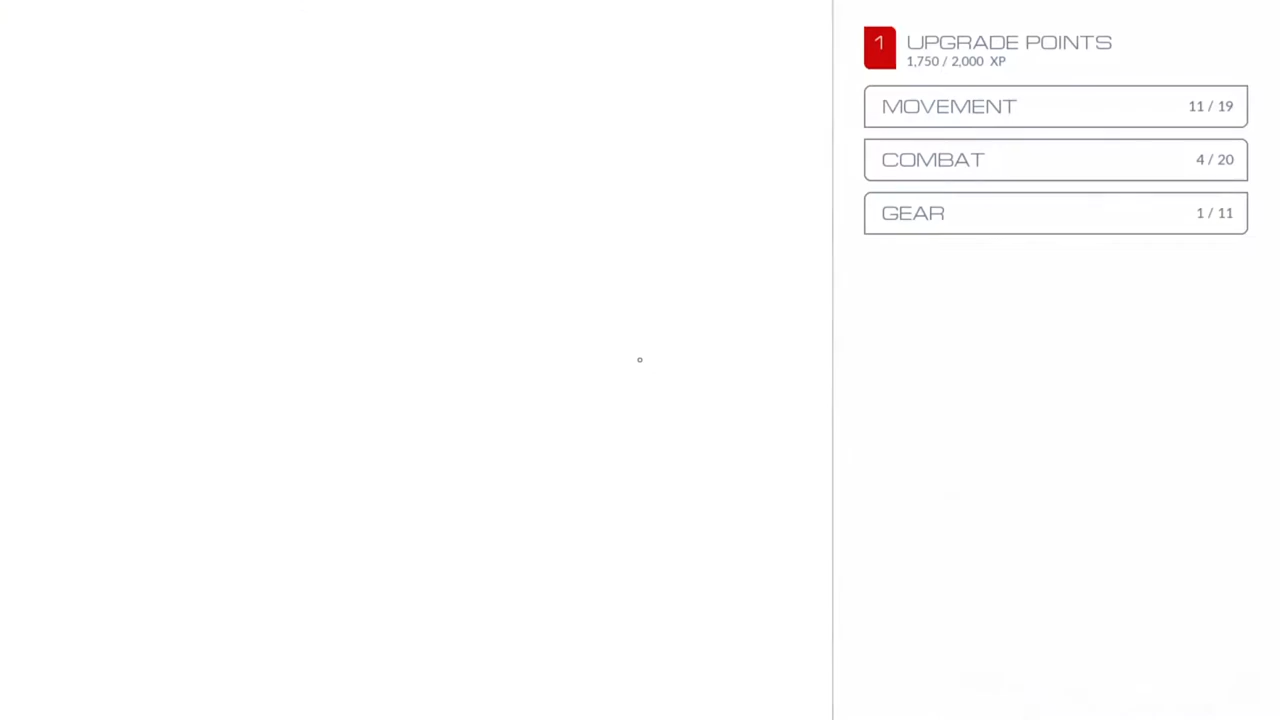 1 UPGRADE POINTS
1,750 / 2,000 XP
MOVEMENT 11 / 19
COMBAT 4 / 20
GEAR 1 / 11